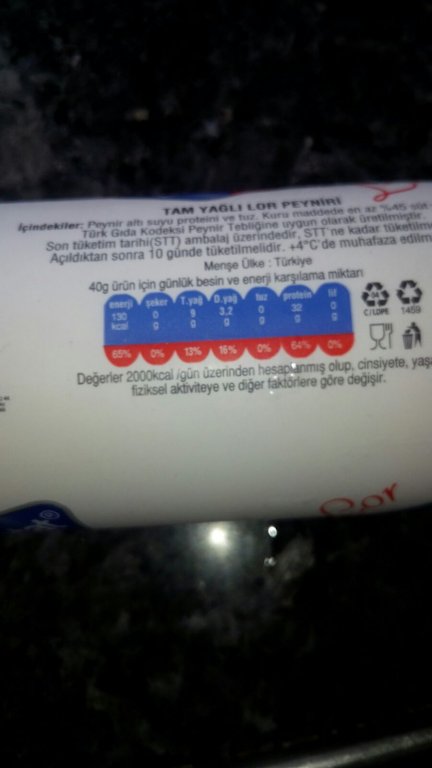 TAM YAĞLI LOR PEYNİRİ
İçindekiler: Peynir altı suyu proteini ve tuz. Kuru maddede en az %45 süt
Türk Gıda Kodeksi Peynir Tebliğine uygun olarak üretilmiştir.
Son tüketim tarihi(STT) ambalaj üzerindedir, STT'ne kadar
Açıldıktan sonra 10 günde tüketilmelidir. +4°C'de muhafaza
Menşe Ülke : Türkiye
40g ürün için günlük besin ve enerji karşılama miktarı
enerji şeker T.yağ D.yağ tuz protein lif
130 0 9 3,2 0 32 0
kcal g g g g g g
65% 0% 13% 16% 0% 64% 0%
C/LDPE 1459
Değerler 2000kcal /gün üzerinden hesaplanmış olup, cinsiyete,
fiziksel aktiviteye ve diğer faktörlere göre değişir.